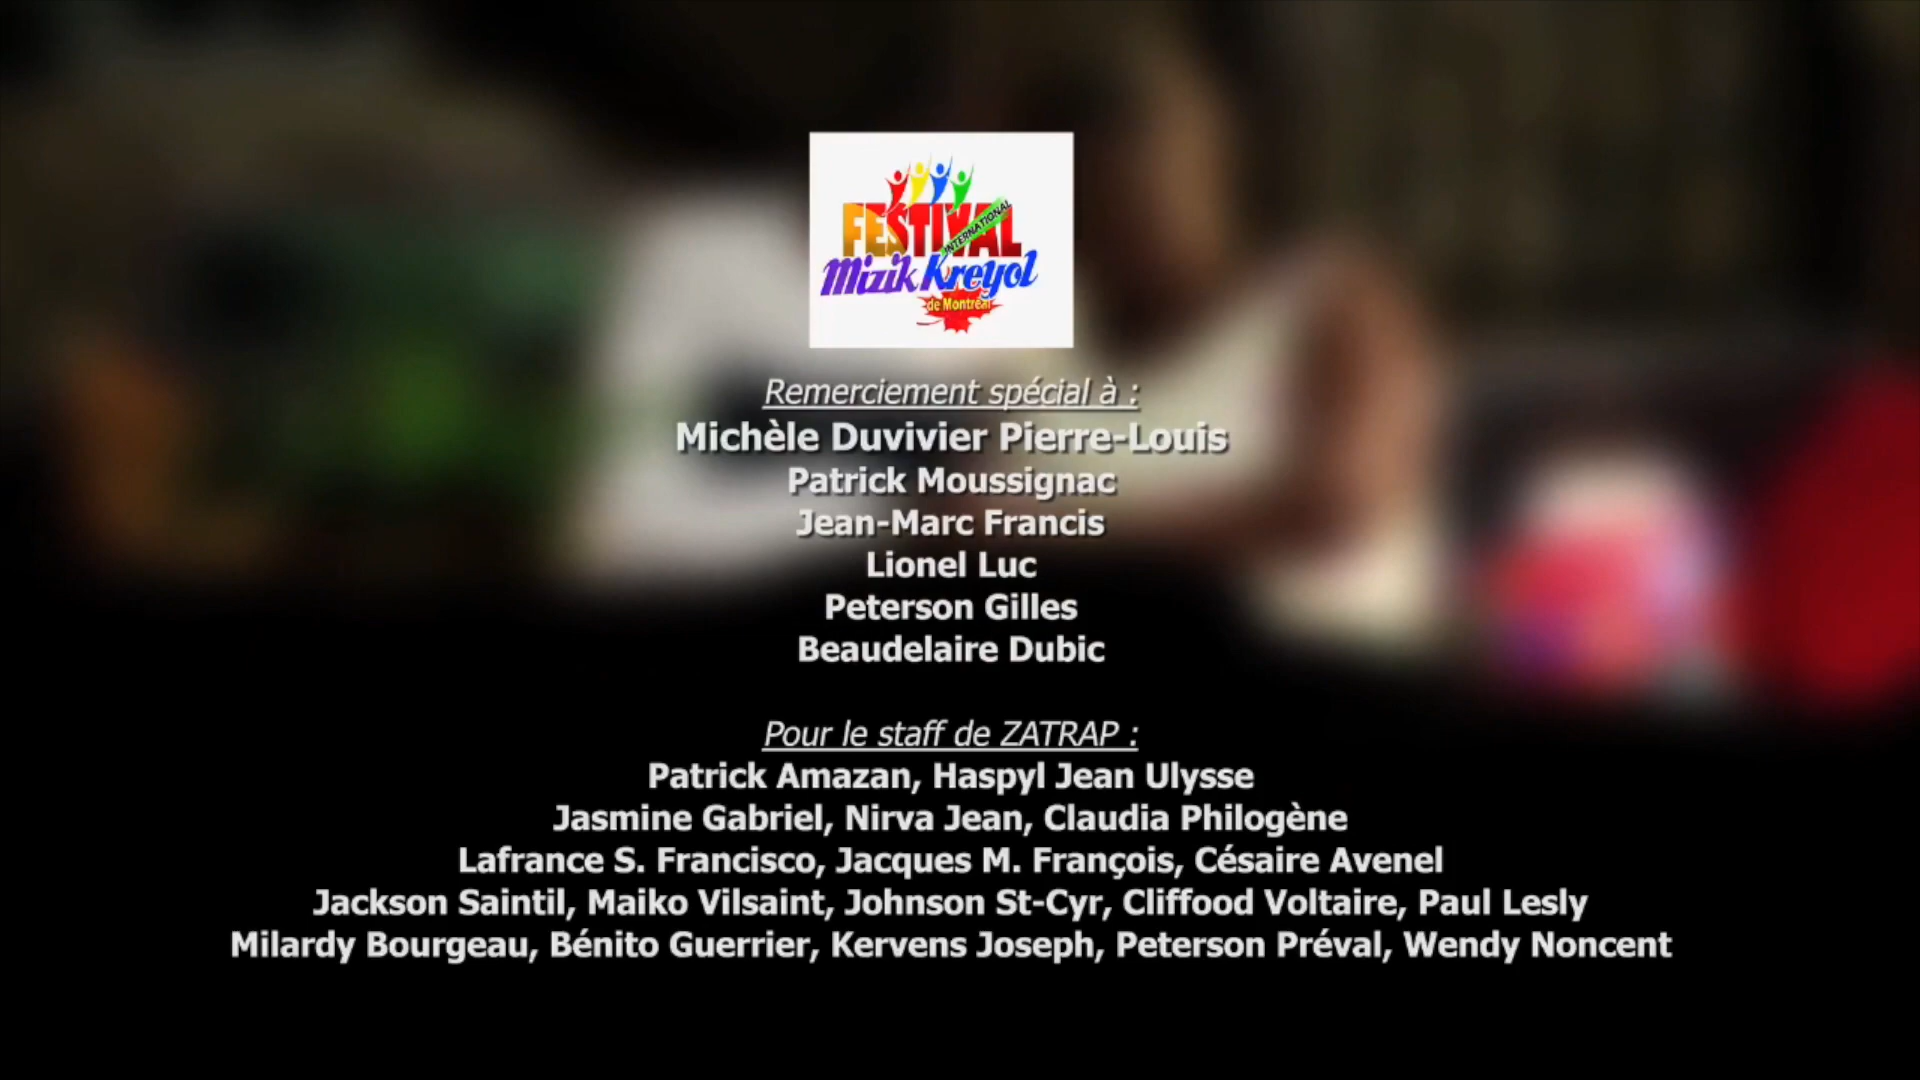 FESTIVAL
INTERNATIONAL
Mizik Kreyol
de Montréal
Remerciement spécial à :
Michèle Duvivier Pierre-Louis
Patrick Moussignac
Jean-Marc Francis
Lionel Luc
Peterson Gilles
Beaudelaire Dubic
Pour le staff de ZATRAP :
Patrick Amazan, Haspyl Jean Ulysse
Jasmine Gabriel, Nirva Jean, Claudia Philogène
Lafrance S. Francisco, Jacques M. François, Césaire Avenel
Jackson Saintil, Maiko Vilsaint, Johnson St-Cyr, Cliffood Voltaire, Paul Lesly
Milardy Bourgeau, Bénito Guerrier, Kervens Joseph, Peterson Préval, Wendy Noncent